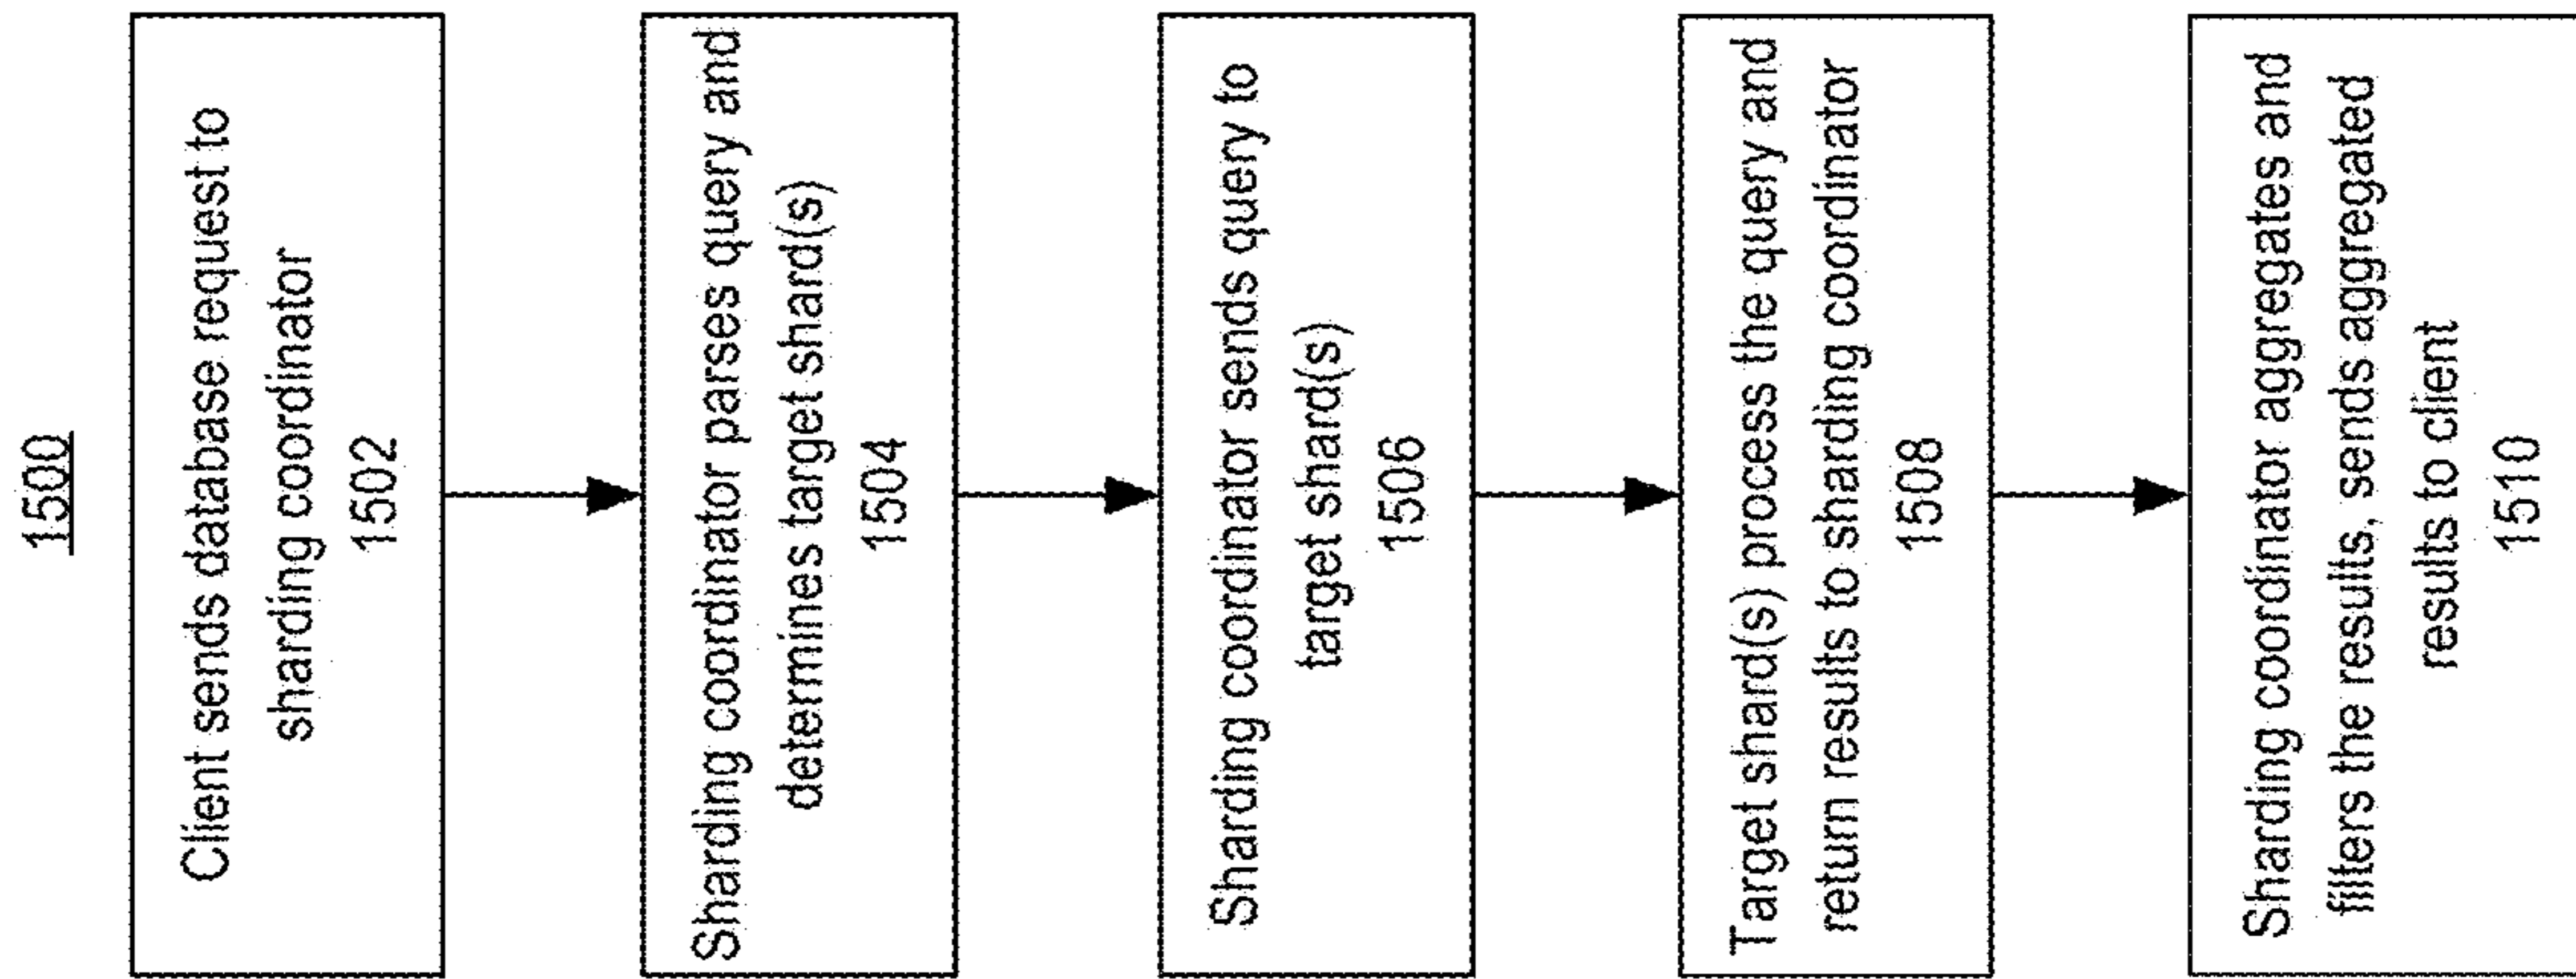 1500
Client sends database request to
sharding coordinator
1502
Sharding coordinator parses query and
determines target shard(s)
1504
Sharding coordinator sends query to
target shard(s)
1506
Target shard(s) process the query and
return results to sharding coordinator
1508
Sharding coordinator aggregates and
filters the results, sends aggregated
results to client
1510